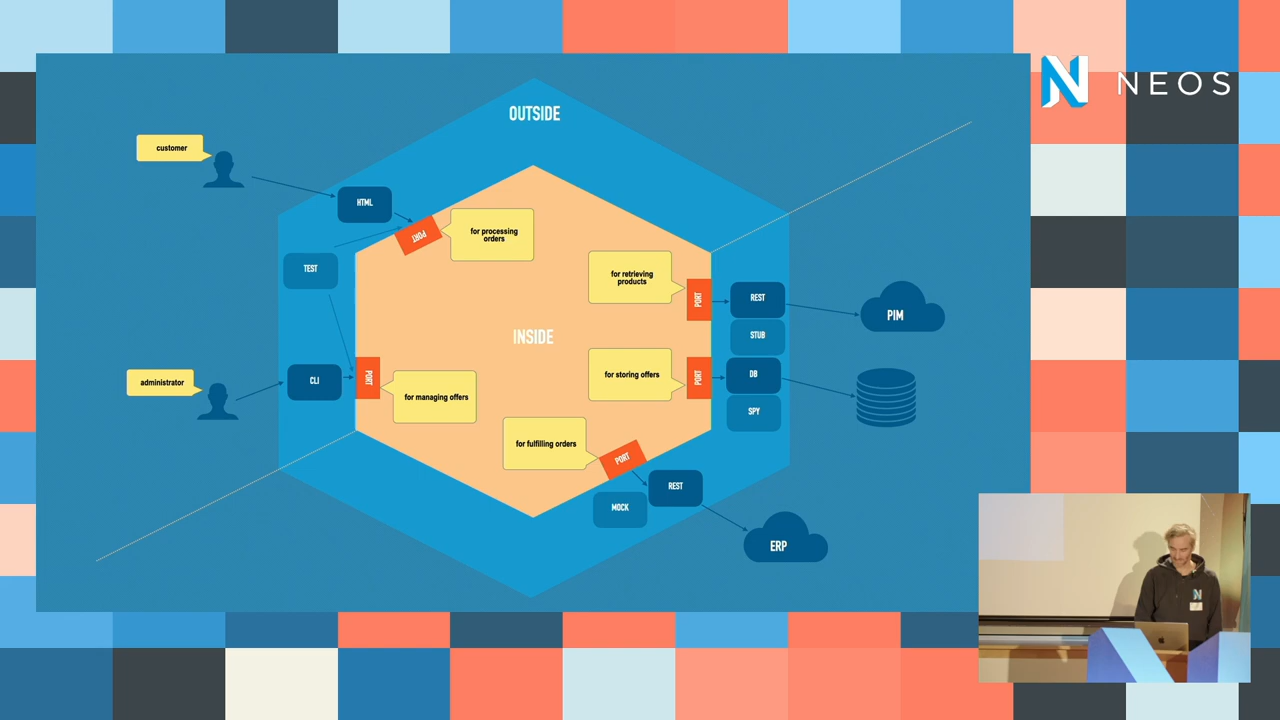 NEOS
OUTSIDE
customer
HTML
PORT
for processing
orders
TEST
for retrieving
products
PORT
REST
PIM
STUB
INSIDE
administrator
CLI
PORT
for managing offers
for storing offers
PORT
DB
SPY
for fulfilling orders
PORT
REST
MOCK
ERP